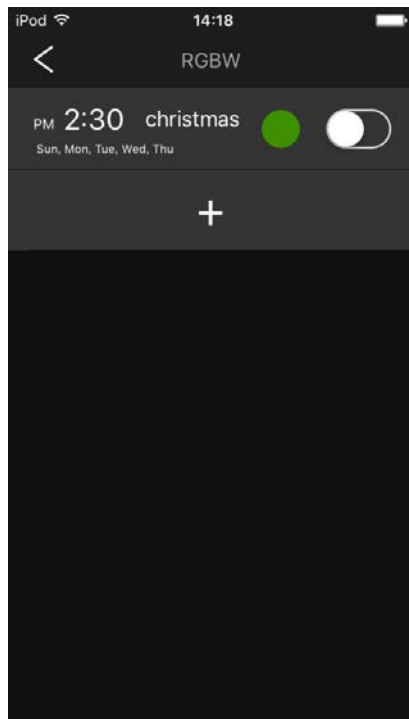 iPod 14:18
RGBW
PM 2:30 christmas
Sun, Mon, Tue, Wed, Thu
+